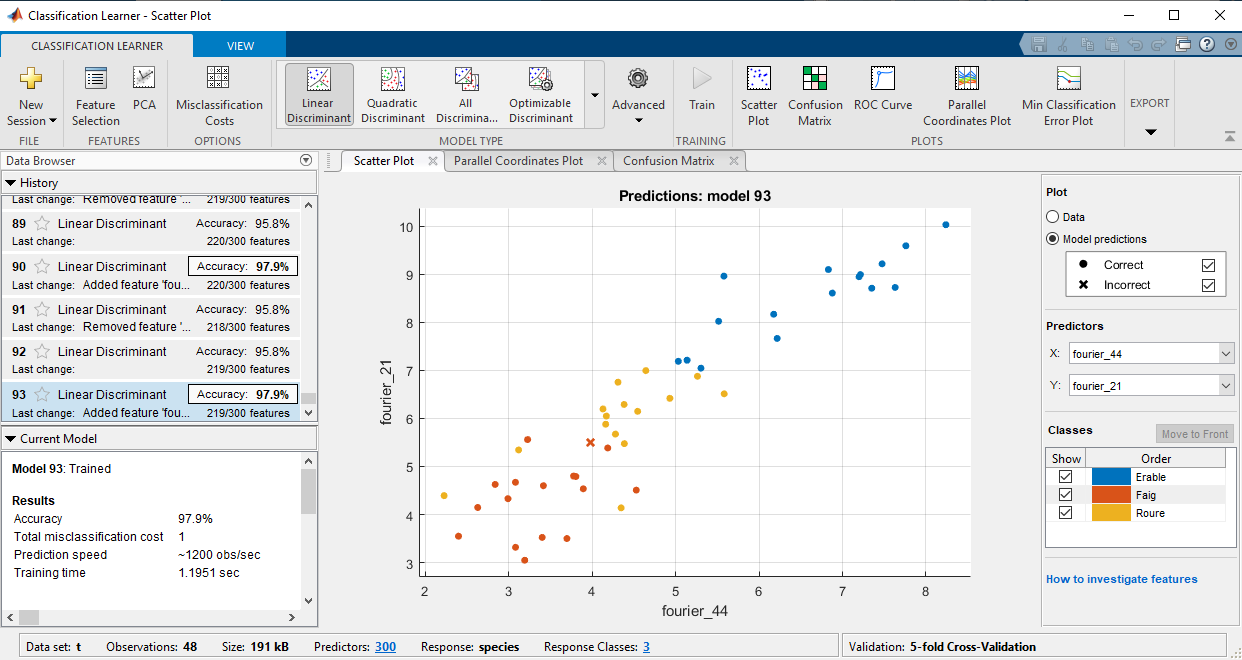 Classification Learner - Scatter Plot
CLASSIFICATION LEARNER VIEW
New Session
Feature Selection
PCA
Misclassification Costs
Linear Discriminant
Quadratic Discriminant
All Discrimina...
Optimizable Discriminant
Advanced
Train
Scatter Plot
Confusion Matrix
ROC Curve
Parallel Coordinates Plot
Min Classification Error Plot
EXPORT
FILE FEATURES OPTIONS MODEL TYPE TRAINING PLOTS
Data Browser
History
Last change: Removed feature '... 219/300 features
89 Linear Discriminant Accuracy: 95.8%
Last change: 220/300 features
90 Linear Discriminant Accuracy: 97.9%
Last change: Added feature 'fou... 220/300 features
91 Linear Discriminant Accuracy: 95.8%
Last change: Removed feature '... 218/300 features
92 Linear Discriminant Accuracy: 95.8%
Last change: 219/300 features
93 Linear Discriminant Accuracy: 97.9%
Last change: Added feature 'fou... 219/300 features
Current Model
Model 93: Trained
Results
Accuracy 97.9%
Total misclassification cost 1
Prediction speed ~1200 obs/sec
Training time 1.1951 sec
Scatter Plot Parallel Coordinates Plot Confusion Matrix
Predictions: model 93
10
9
8
7
6
5
4
3
fourier_21
2 3 4 5 6 7 8
fourier_44
Plot
Data
Model predictions
Correct
Incorrect
Predictors
X: fourier_44
Y: fourier_21
Classes Move to Front
Show Order
Erable
Faig
Roure
How to investigate features
Data set: t Observations: 48 Size: 191 kB Predictors: 300 Response: species Response Classes: 3 Validation: 5-fold Cross-Validation